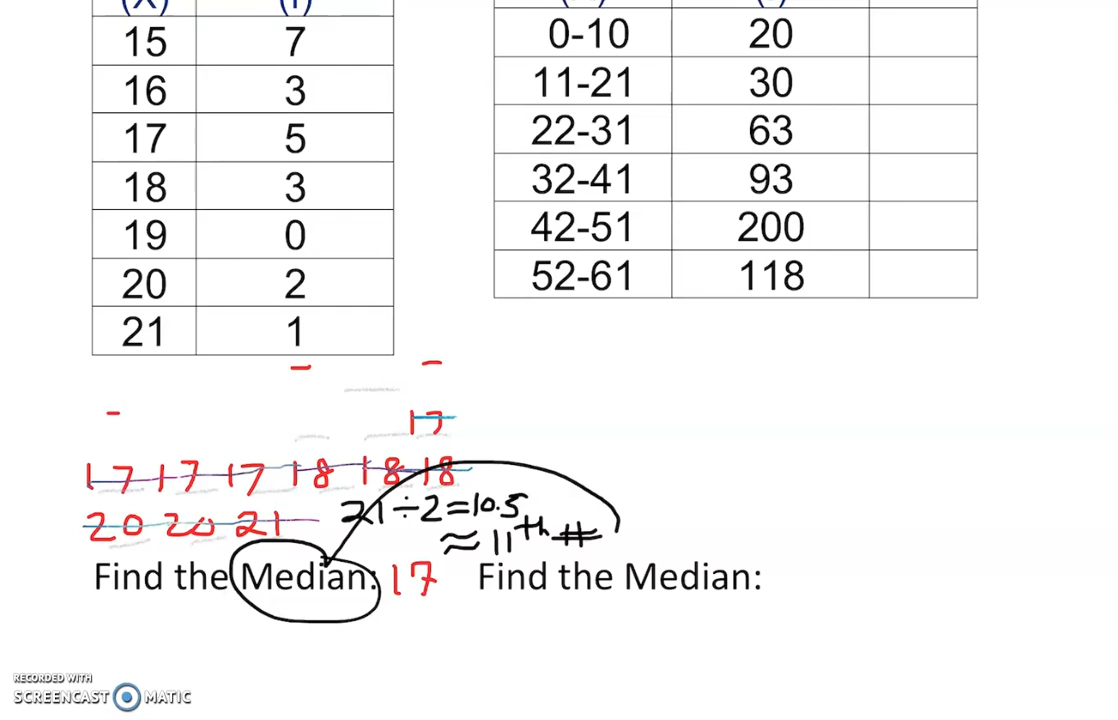 (X) (f)
15 7
16 3
17 5
18 3
19 0
20 2
21 1
0-10 20
11-21 30
22-31 63
32-41 93
42-51 200
52-61 118
17
17 17 17 18 18 18
20 20 21
21÷2=10.5
≈11th #
Find the Median: 17
Find the Median:
RECORDED WITH
SCREENCAST MATIC